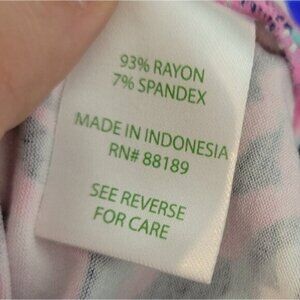 93% RAYON
7% SPANDEX
MADE IN INDONESIA
RN# 88189
SEE REVERSE
FOR CARE